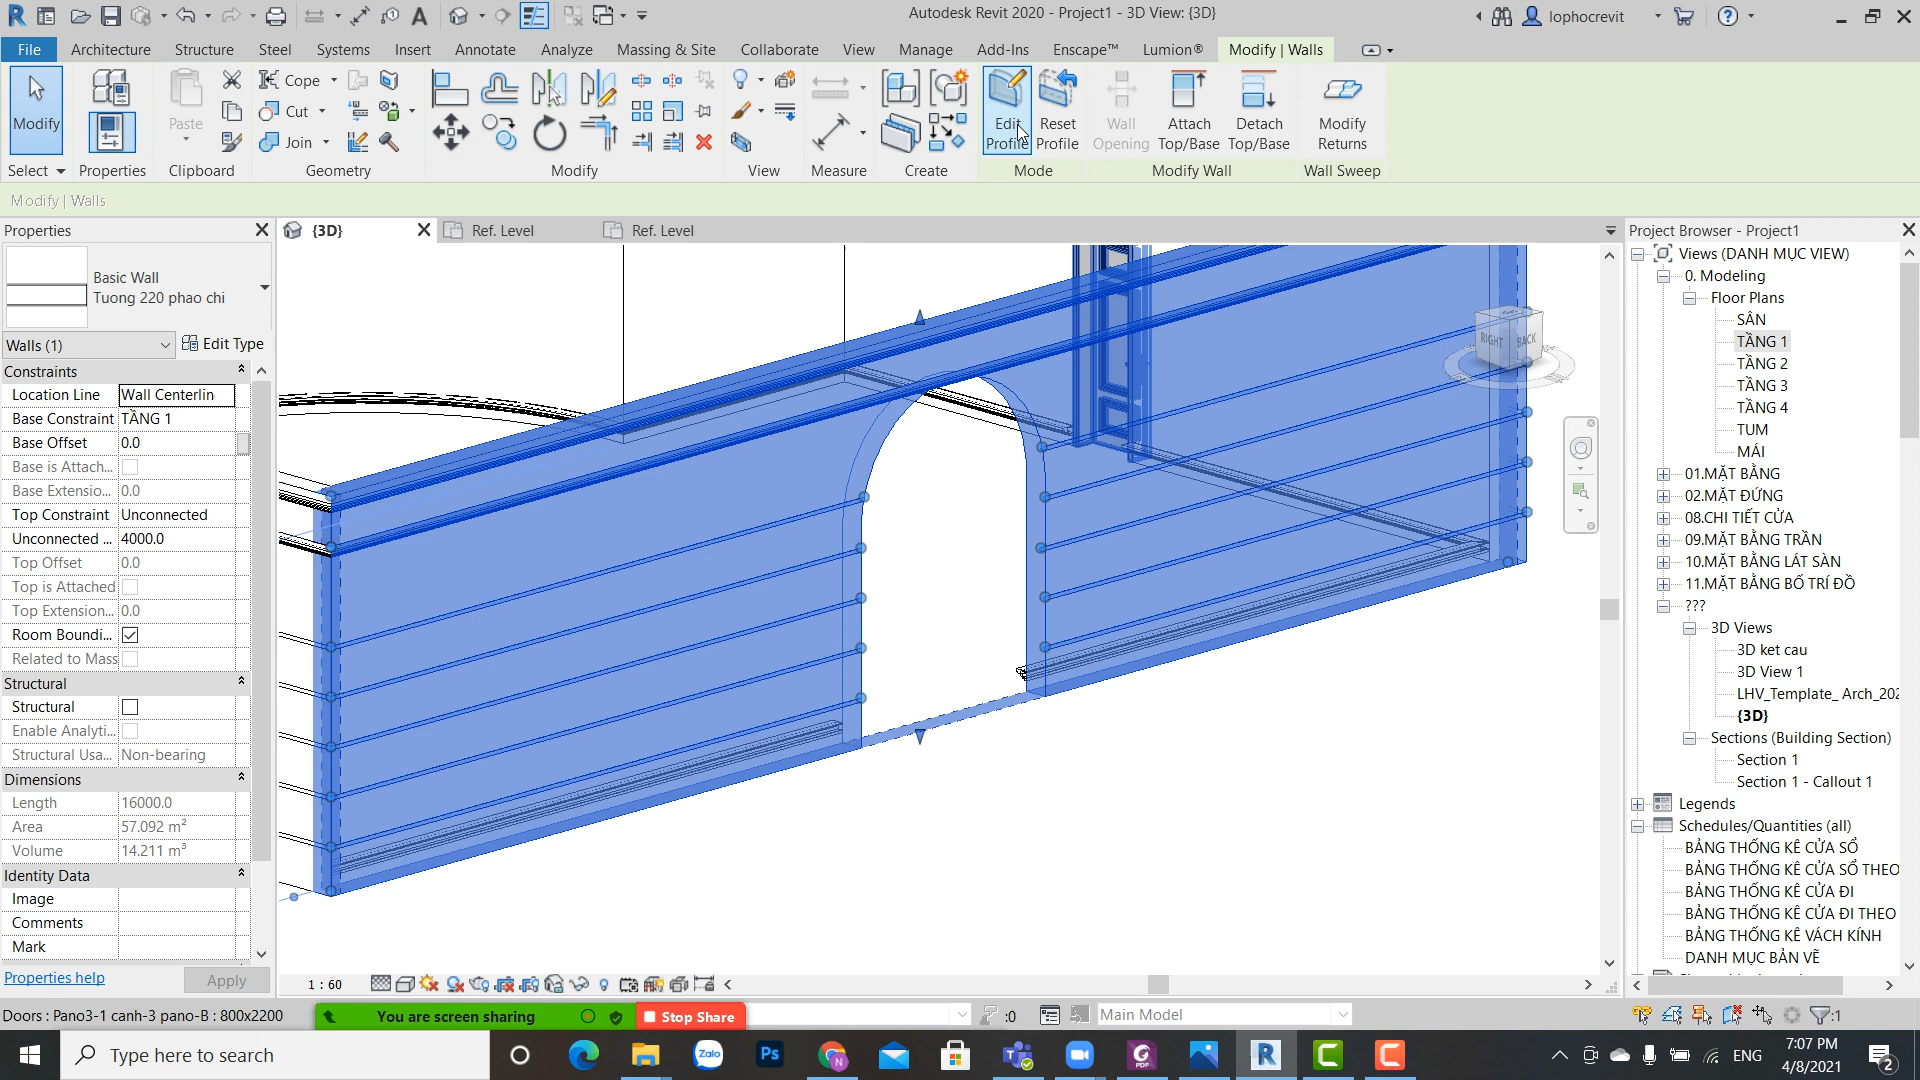 Autodesk Revit 2020 - Project1 - 3D View: {3D}
lophocrevit
File Architecture Structure Steel Systems Insert Annotate Analyze Massing & Site Collaborate View Manage Add-Ins Enscape™ Lumion® Modify | Walls
Modify
Paste
Cope
Cut
Join
Edit Profile
Reset Profile
Wall Opening
Attach Top/Base
Detach Top/Base
Modify Returns
Select Properties Clipboard Geometry Modify View Measure Create Mode Modify Wall Wall Sweep
Modify | Walls
Properties
{3D}
Ref. Level
Ref. Level
Project Browser - Project1
Basic Wall
Tuong 220 phao chi
Walls (1)
Edit Type
Constraints
Location Line Wall Centerlin
Base Constraint TẦNG 1
Base Offset 0.0
Base is Attach...
Base Extensio... 0.0
Top Constraint Unconnected
Unconnected ... 4000.0
Top Offset 0.0
Top is Attached
Top Extension... 0.0
Room Boundi...
Related to Mass
Structural
Structural
Enable Analyti...
Structural Usa... Non-bearing
Dimensions
Length 16000.0
Area 57.092 m²
Volume 14.211 m³
Identity Data
Image
Comments
Mark
Properties help
Apply
RIGHT BACK
Views (DANH MỤC VIEW)
0. Modeling
Floor Plans
SÂN
TẦNG 1
TẦNG 2
TẦNG 3
TẦNG 4
TUM
MÁI
01.MẶT BẰNG
02.MẶT ĐỨNG
08.CHI TIẾT CỬA
09.MẶT BẰNG TRẦN
10.MẶT BẰNG LÁT SÀN
11.MẶT BẰNG BỐ TRÍ ĐỒ
???
3D Views
3D ket cau
3D View 1
LHV_Template_ Arch_202
{3D}
Sections (Building Section)
Section 1
Section 1 - Callout 1
Legends
Schedules/Quantities (all)
BẢNG THỐNG KÊ CỬA SỔ
BẢNG THỐNG KÊ CỬA SỔ THEO
BẢNG THỐNG KÊ CỬA ĐI
BẢNG THỐNG KÊ CỬA ĐI THEO
BẢNG THỐNG KÊ VÁCH KÍNH
DANH MỤC BẢN VẼ
1 : 60
Doors : Pano3-1 canh-3 pano-B : 800x2200
You are screen sharing
Stop Share
:0
Main Model
:1
Type here to search
Zalo
Ps
ENG
7:07 PM
4/8/2021
2